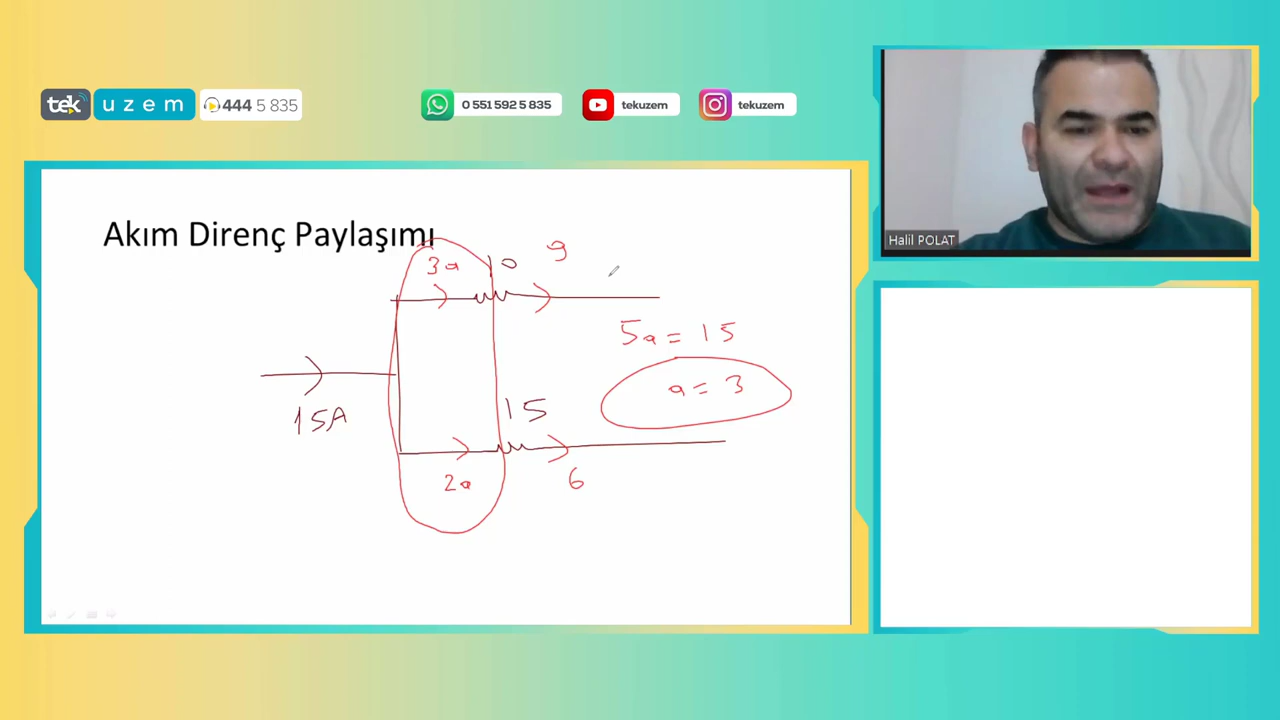 tek uzem 444 5 835
0 551 592 5 835
tekuzem
tekuzem
Halil POLAT
Akım Direnç Paylaşımı
3a
10
9
5a = 15
a = 3
15A
15
2a
6